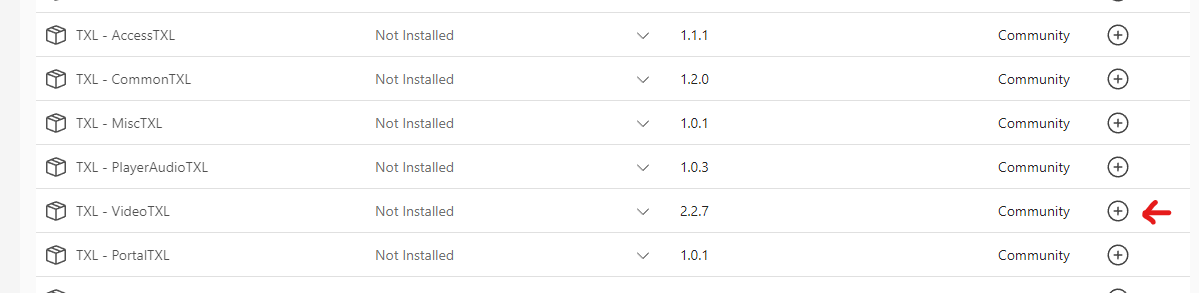 TXL - AccessTXL Not Installed 1.1.1 Community
TXL - CommonTXL Not Installed 1.2.0 Community
TXL - MiscTXL Not Installed 1.0.1 Community
TXL - PlayerAudioTXL Not Installed 1.0.3 Community
TXL - VideoTXL Not Installed 2.2.7 Community
TXL - PortalTXL Not Installed 1.0.1 Community